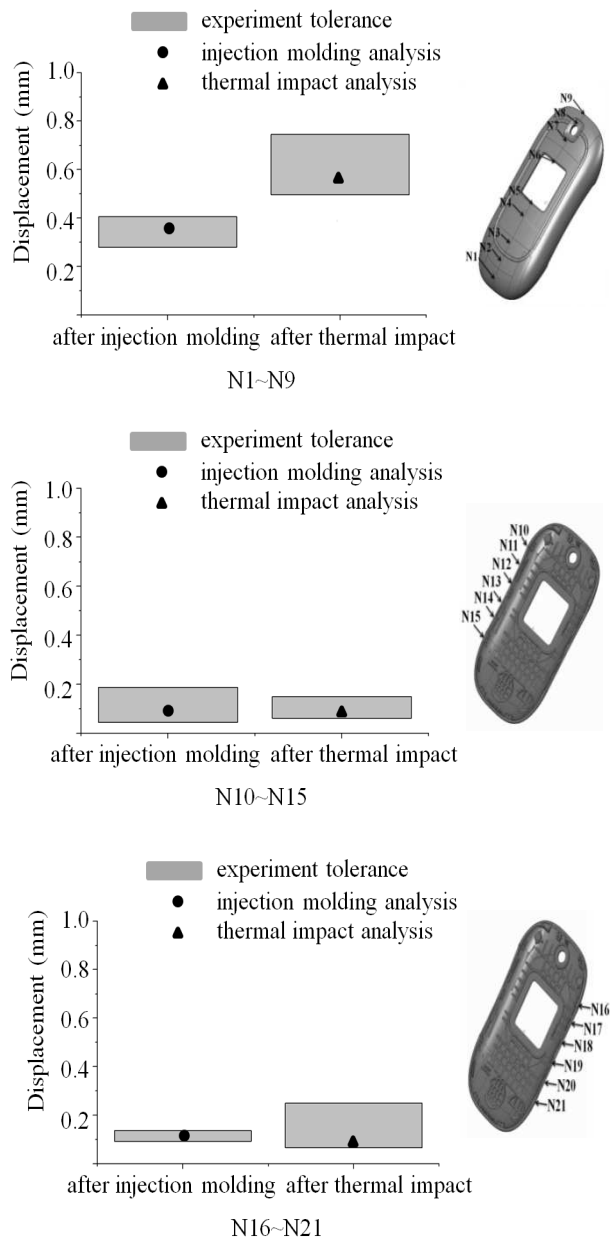 experiment tolerance
injection molding analysis
thermal impact analysis
Displacement (mm)
1.0
0.8
0.6
0.4
0.2
after injection molding after thermal impact
N1~N9
N9
N8
N7
N6
N5
N4
N3
N2
N1
experiment tolerance
injection molding analysis
thermal impact analysis
Displacement (mm)
1.0
0.8
0.6
0.4
0.2
after injection molding after thermal impact
N10~N15
N10
N11
N12
N13
N14
N15
experiment tolerance
injection molding analysis
thermal impact analysis
Displacement (mm)
1.0
0.8
0.6
0.4
0.2
after injection molding after thermal impact
N16~N21
N16
N17
N18
N19
N20
N21